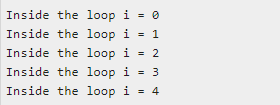 Inside the loop i = 0
Inside the loop i = 1
Inside the loop i = 2
Inside the loop i = 3
Inside the loop i = 4